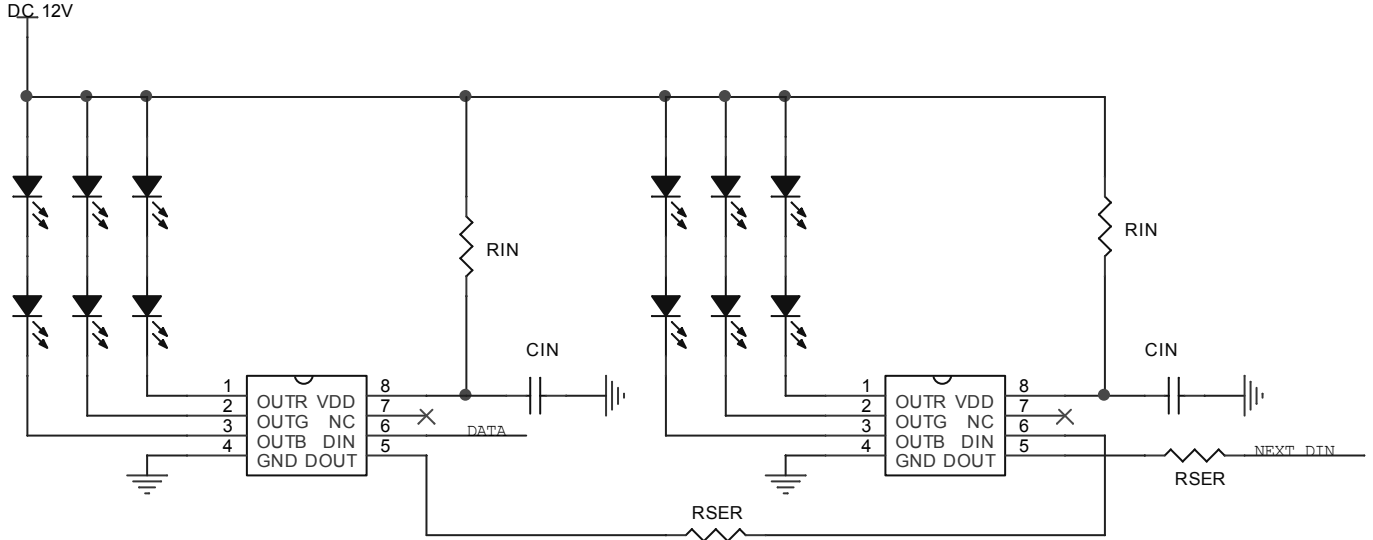 DC 12V
RIN
RIN
CIN
CIN
1 OUTR VDD 8
2 OUTG NC 7
3 OUTB DIN 6 DATA
4 GND DOUT 5
1 OUTR VDD 8
2 OUTG NC 7
3 OUTB DIN 6
4 GND DOUT 5 NEXT DIN
RSER
RSER